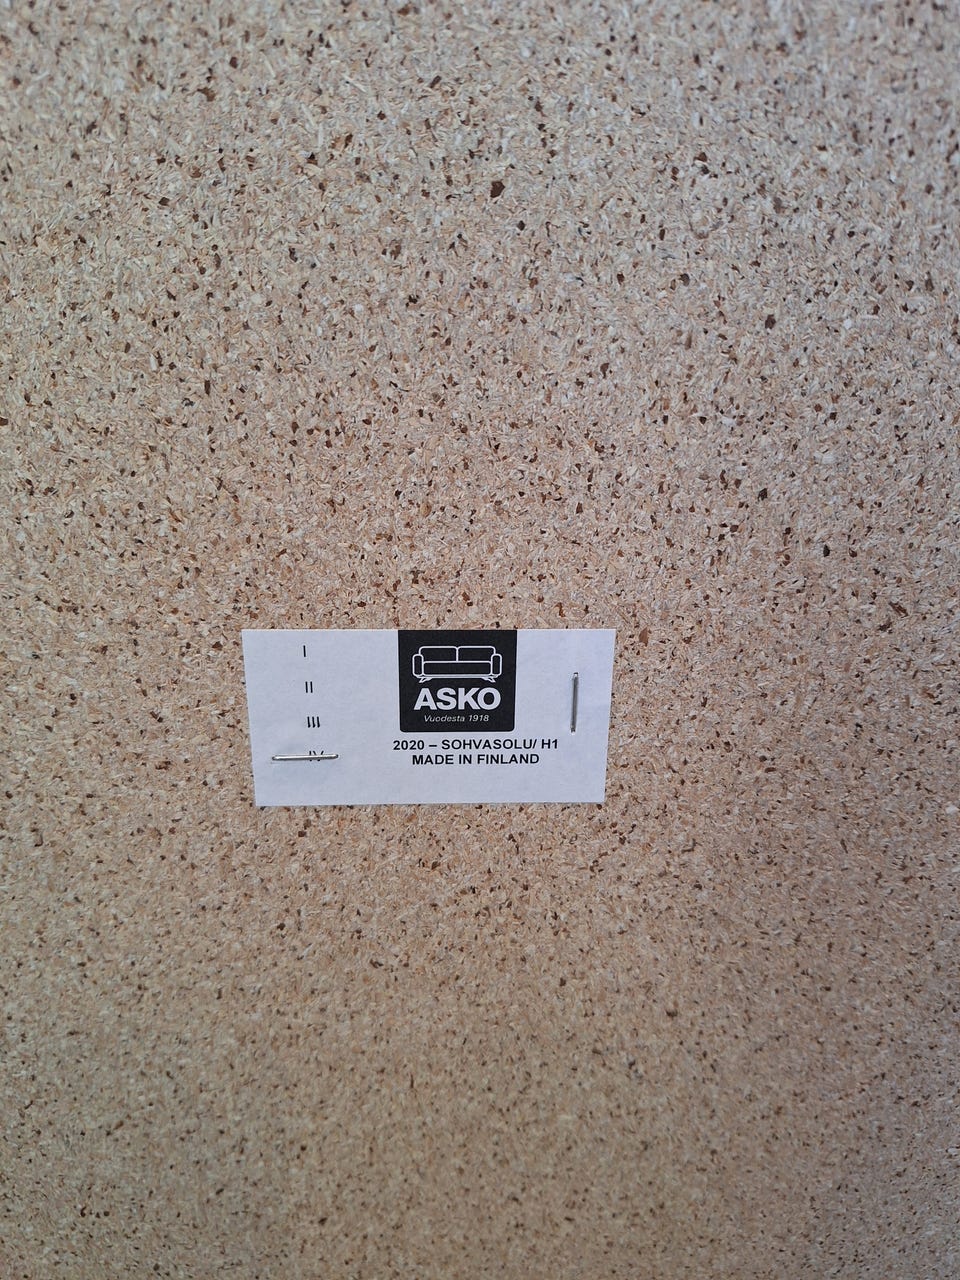 I
II
III
IV
ASKO
Vuodesta 1918
2020 – SOHVASOLU/ H1
MADE IN FINLAND